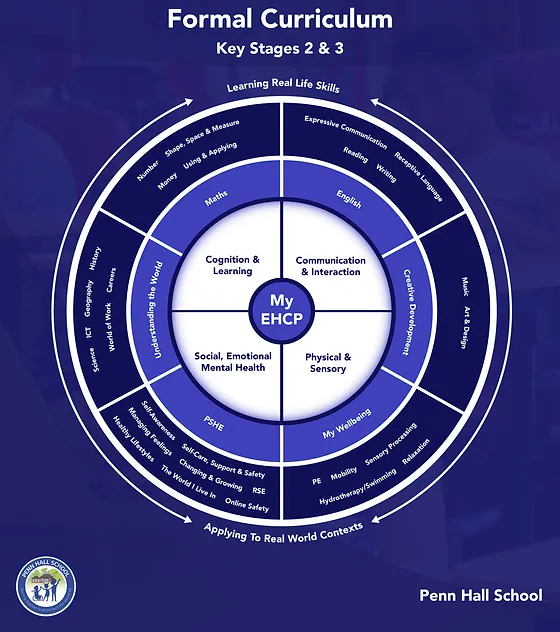 Formal Curriculum
Key Stages 2 & 3
Learning Real Life Skills
Number
Shape, Space & Measure
Money
Using & Applying
Maths
Expressive Communication
Receptive Language
Reading
Writing
English
Music
Art & Design
Creative Development
PE
Mobility
Sensory Processing
Hydrotherapy/Swimming
Relaxation
My Wellbeing
Self-Awareness
Self-Care, Support & Safety
Managing Feelings
Changing & Growing
RSE
Healthy Lifestyles
The World I Live In
Online Safety
PSHE
Science
ICT
Geography
History
World of Work
Careers
Understanding the World
Cognition &
Learning
Communication
& Interaction
My
EHCP
Social, Emotional
Mental Health
Physical &
Sensory
Applying To Real World Contexts
PENN HALL SCHOOL
Penn Hall School